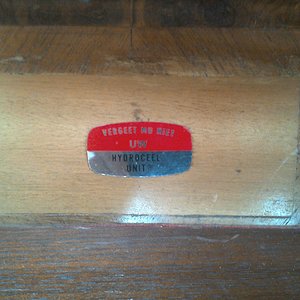 VERGEET MIJ NIET
UW
HYDROCEEL
UNIT